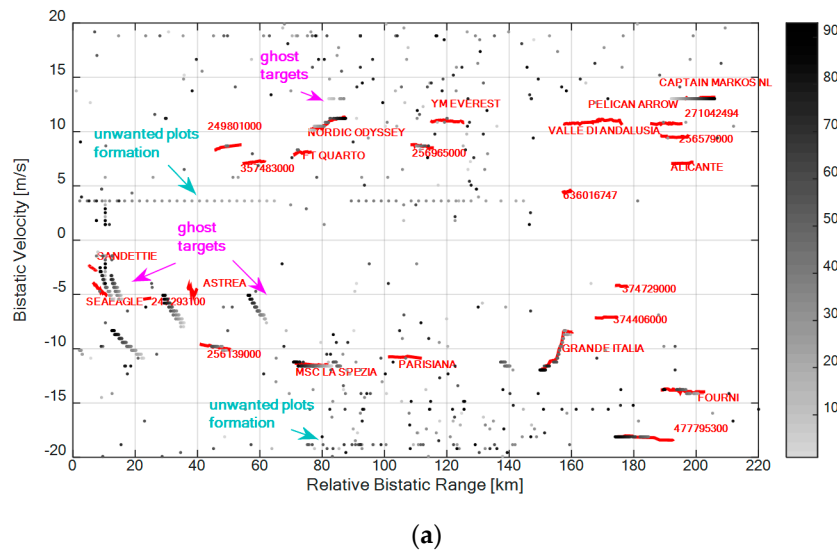 20
15
10
5
0
-5
-10
-15
-20
Bistatic Velocity [m/s]
0 20 40 60 80 100 120 140 160 180 200 220
Relative Bistatic Range [km]
90
80
70
60
50
40
30
20
10
ghost
targets
CAPTAIN MARKOS NL
YM EVEREST
PELICAN ARROW
271042494
249801000
NORDIC ODYSSEY
VALLE DI ANDALUSIA
256579000
unwanted plots
formation
357483000
FT QUARTO
256965000
ALICANTE
636016747
ghost
targets
SANDETTIE
SEAEAGLE
ASTREA
374729000
374406000
256139000
GRANDE ITALIA
MSC LA SPEZIA
PARISIANA
FOURNI
unwanted plots
formation
477795300
(a)